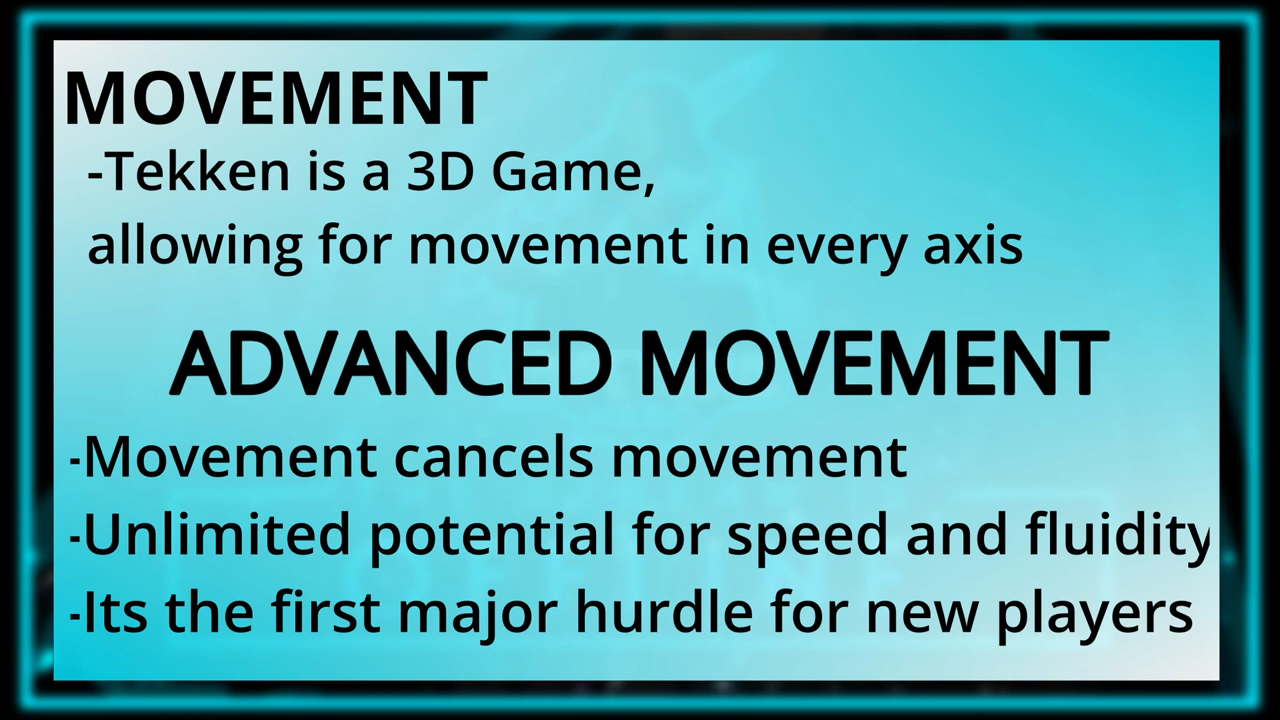 MOVEMENT
-Tekken is a 3D Game,
allowing for movement in every axis
ADVANCED MOVEMENT
-Movement cancels movement
-Unlimited potential for speed and fluidity
-Its the first major hurdle for new players